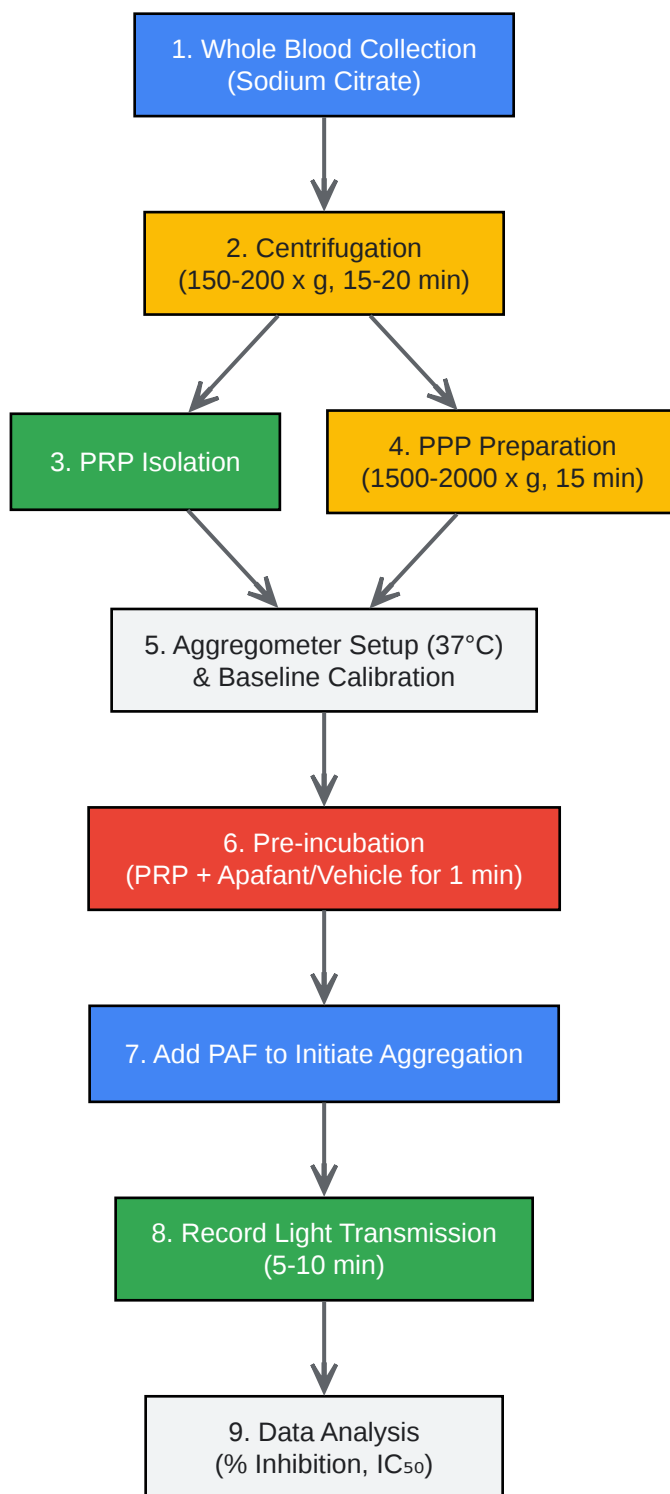 1. Whole Blood Collection
(Sodium Citrate)
2. Centrifugation
(150-200 x g, 15-20 min)
3. PRP Isolation
4. PPP Preparation
(1500-2000 x g, 15 min)
5. Aggregometer Setup (37°C)
& Baseline Calibration
6. Pre-incubation
(PRP + Apafant/Vehicle for 1 min)
7. Add PAF to Initiate Aggregation
8. Record Light Transmission
(5-10 min)
9. Data Analysis
(% Inhibition, IC₅₀)